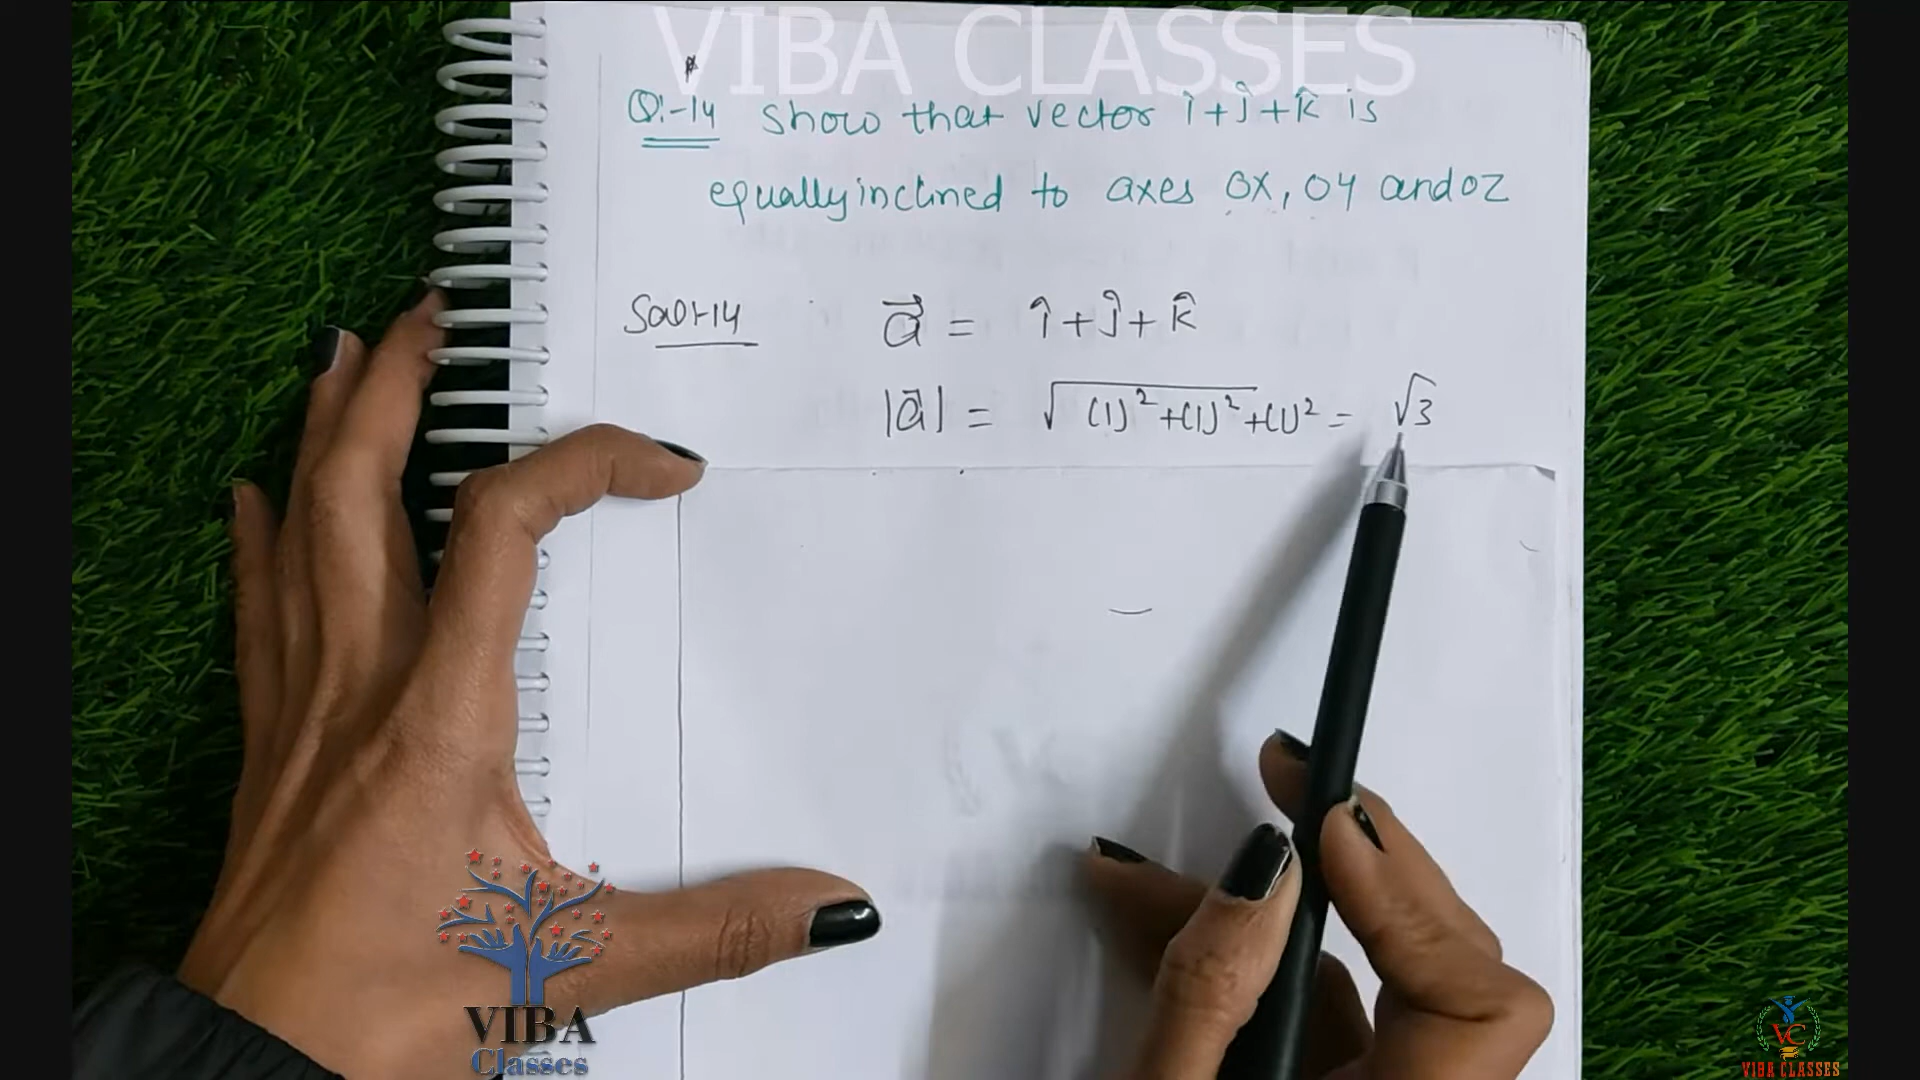 VIBA CLASSES
Q:-14 Show that vector î+ĵ+k̂ is
equally inclined to axes OX, OY and OZ
Sol:-14 a⃗ = î+ĵ+k̂
|a⃗| = √(1)²+(1)²+(1)² = √3
VIBA
Classes
VC
VIBA CLASSES